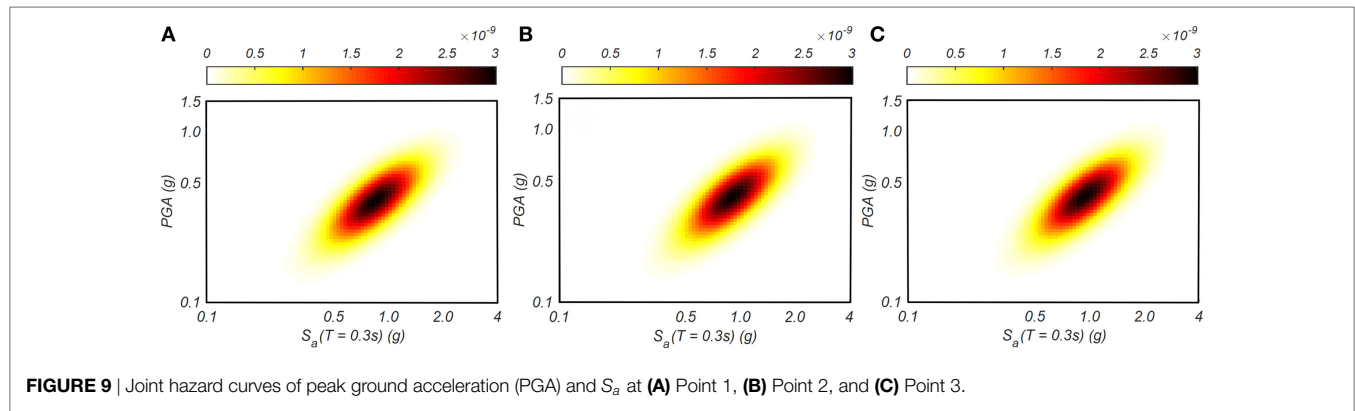 A
×10-9
0 0.5 1 1.5 2 2.5 3
1.5
1.0
0.5
0.1
PGA (g)
0.1 0.5 1.0 2.0 4
Sa(T = 0.3s) (g)
B
×10-9
0 0.5 1 1.5 2 2.5 3
1.5
1.0
0.5
0.1
PGA (g)
0.1 0.5 1.0 2.0 4
Sa(T = 0.3s) (g)
C
×10-9
0 0.5 1 1.5 2 2.5 3
1.5
1.0
0.5
0.1
PGA (g)
0.1 0.5 1.0 2.0 4
Sa(T = 0.3s) (g)
FIGURE 9 | Joint hazard curves of peak ground acceleration (PGA) and Sa at (A) Point 1, (B) Point 2, and (C) Point 3.